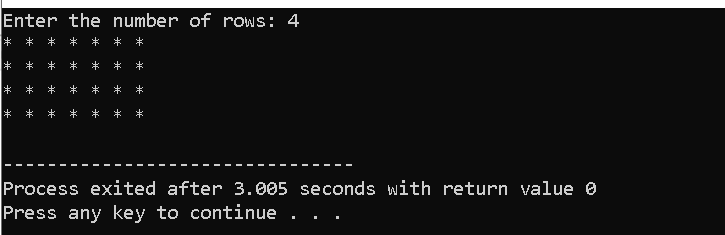 Enter the number of rows: 4
* * * * * * *
* * * * * * *
* * * * * * *
* * * * * * *
--------------------------------
Process exited after 3.005 seconds with return value 0
Press any key to continue . . .